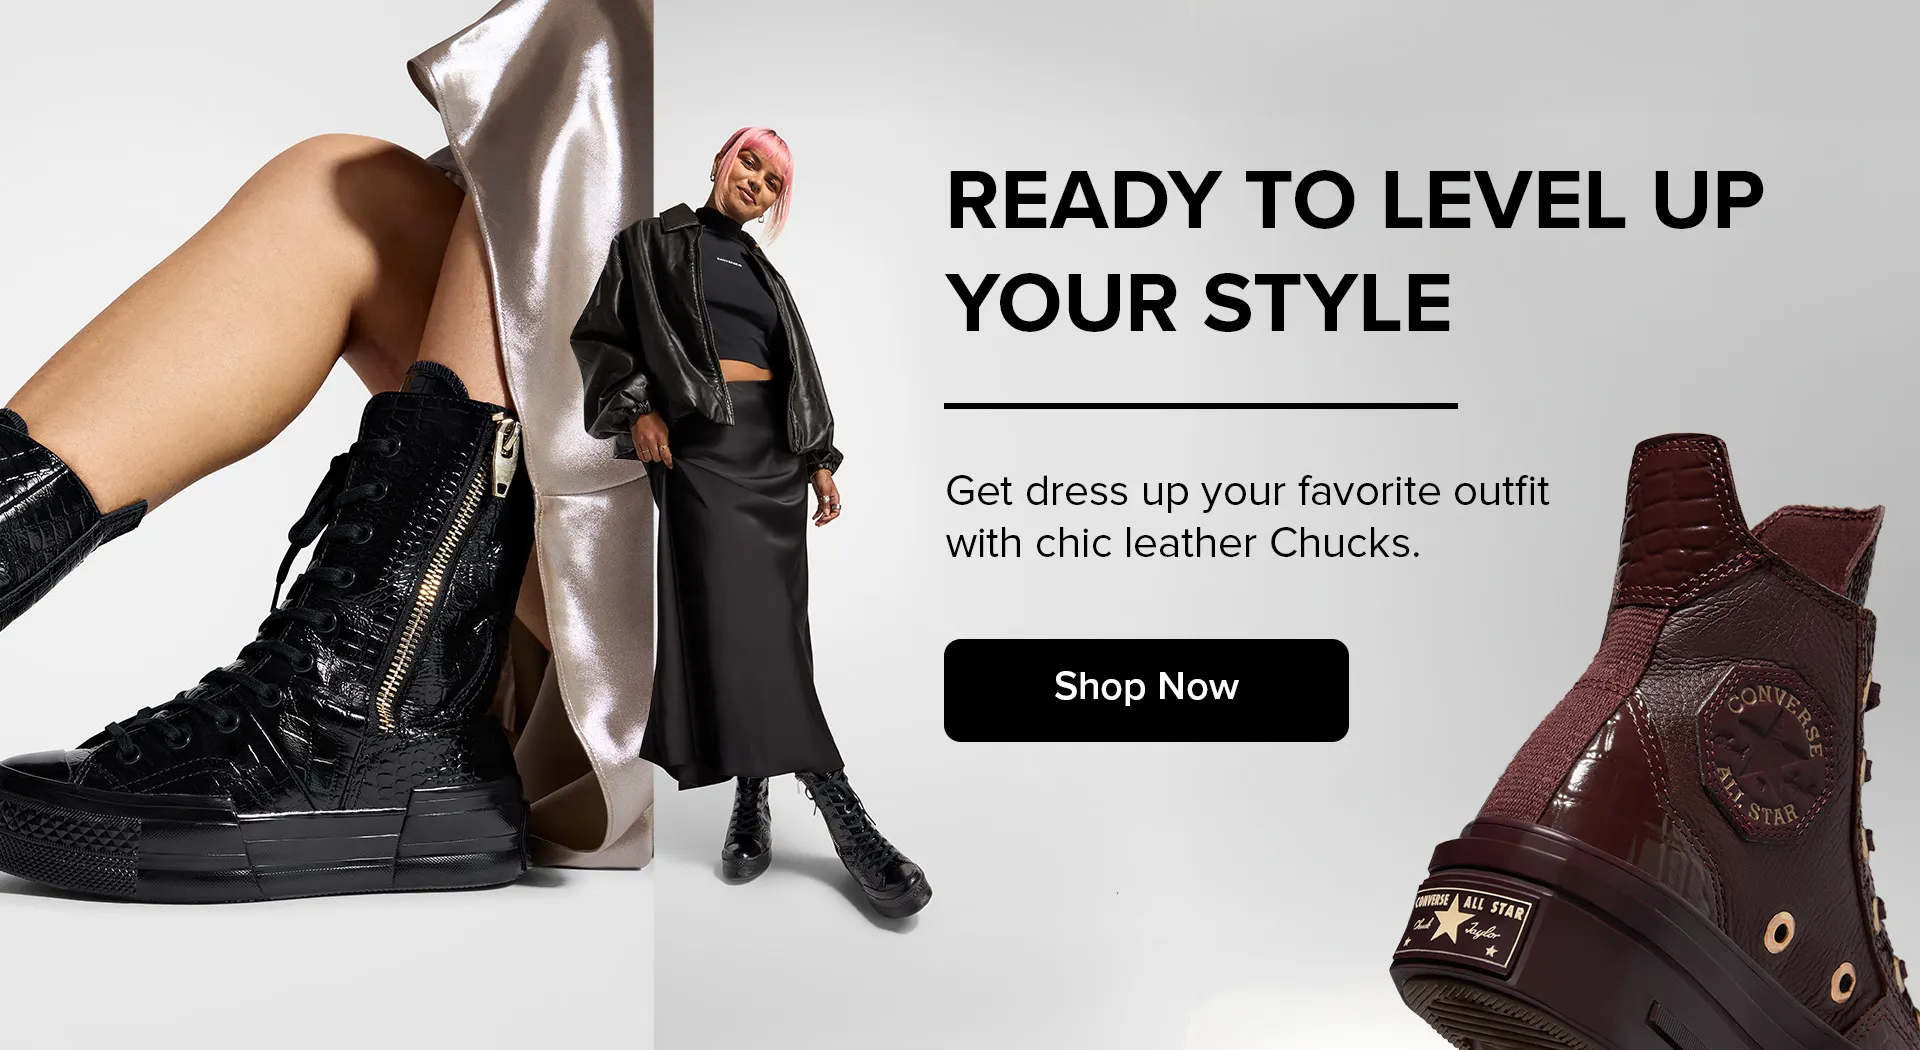 READY TO LEVEL UP
YOUR STYLE
Get dress up your favorite outfit
with chic leather Chucks.
Shop Now
CONVERSE
ALL STAR
CONVERSE ALL STAR
Chuck Taylor